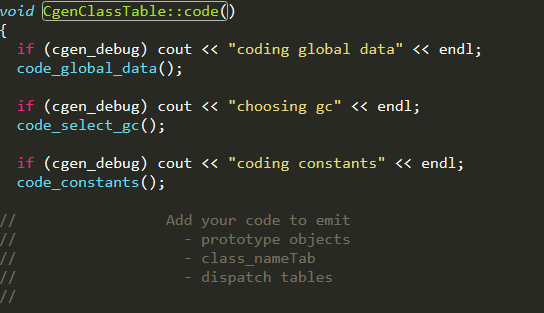 void CgenClassTable::code()
{
  if (cgen_debug) cout << "coding global data" << endl;
  code_global_data();
  if (cgen_debug) cout << "choosing gc" << endl;
  code_select_gc();
  if (cgen_debug) cout << "coding constants" << endl;
  code_constants();
//                 Add your code to emit
//                   - prototype objects
//                   - class_nameTab
//                   - dispatch tables
//